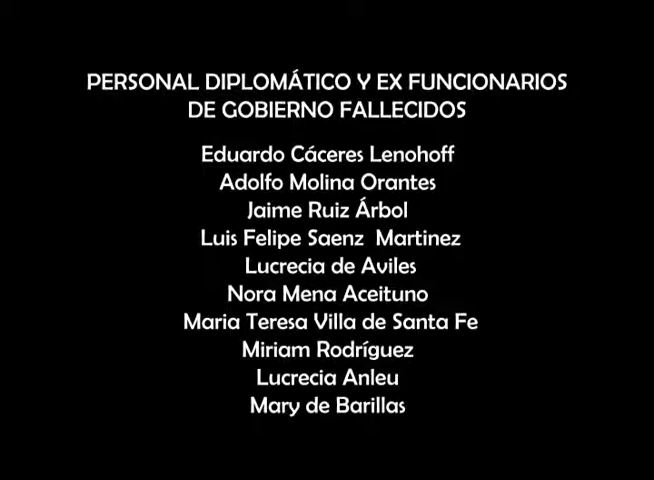 PERSONAL DIPLOMÁTICO Y EX FUNCIONARIOS
DE GOBIERNO FALLECIDOS
Eduardo Cáceres Lenohoff
Adolfo Molina Orantes
Jaime Ruiz Árbol
Luis Felipe Saenz Martinez
Lucrecia de Aviles
Nora Mena Aceituno
Maria Teresa Villa de Santa Fe
Miriam Rodríguez
Lucrecia Anleu
Mary de Barillas